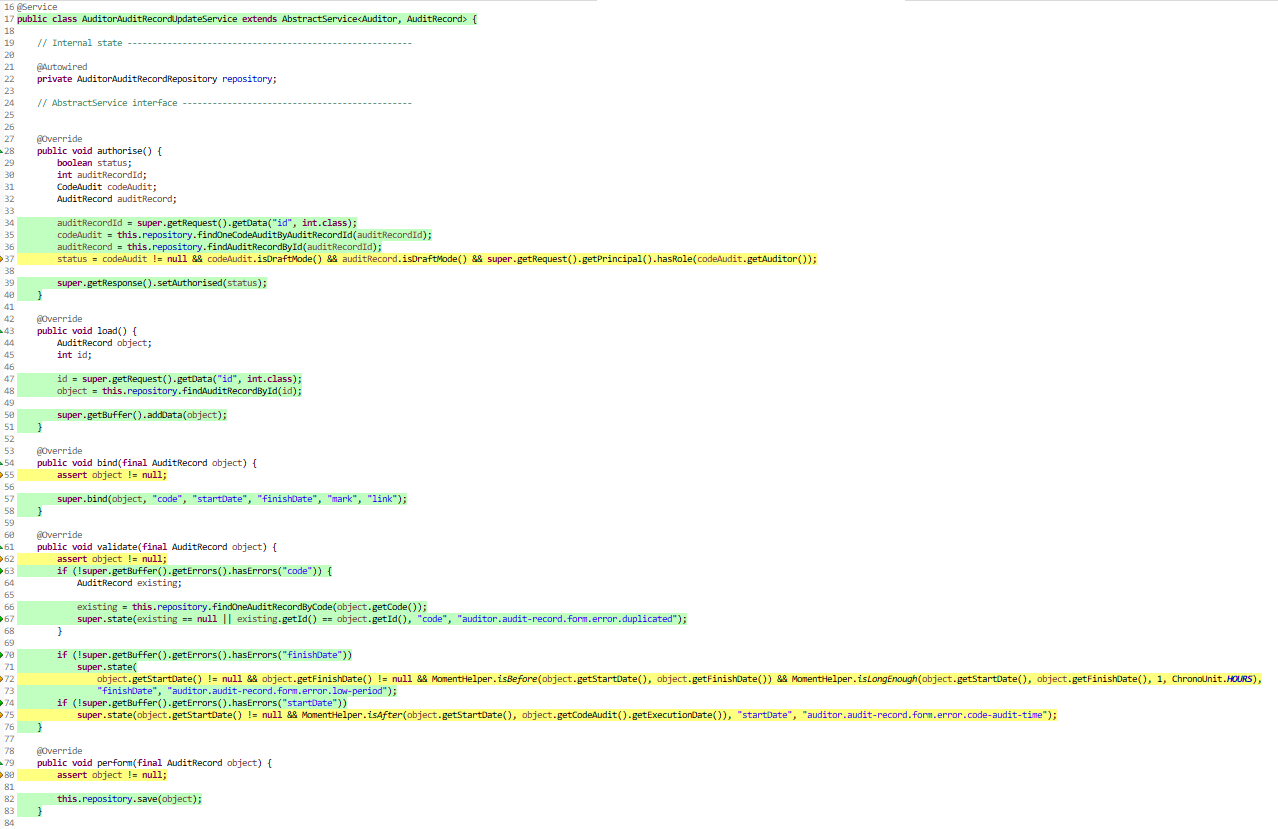 16 @Service
17 public class AuditorAuditRecordUpdateService extends AbstractService<Auditor, AuditRecord> {
18
19     // Internal state ---------------------------------------------------------
20
21     @Autowired
22     private AuditorAuditRecordRepository repository;
23
24     // AbstractService interface ----------------------------------------------
25
26
27     @Override
28     public void authorise() {
29         boolean status;
30         int auditRecordId;
31         CodeAudit codeAudit;
32         AuditRecord auditRecord;
33
34         auditRecordId = super.getRequest().getData("id", int.class);
35         codeAudit = this.repository.findOneCodeAuditByAuditRecordId(auditRecordId);
36         auditRecord = this.repository.findAuditRecordById(auditRecordId);
37         status = codeAudit != null && codeAudit.isDraftMode() && auditRecord.isDraftMode() && super.getRequest().getPrincipal().hasRole(codeAudit.getAuditor());
38
39         super.getResponse().setAuthorised(status);
40     }
41
42     @Override
43     public void load() {
44         AuditRecord object;
45         int id;
46
47         id = super.getRequest().getData("id", int.class);
48         object = this.repository.findAuditRecordById(id);
49
50         super.getBuffer().addData(object);
51     }
52
53     @Override
54     public void bind(final AuditRecord object) {
55         assert object != null;
56
57         super.bind(object, "code", "startDate", "finishDate", "mark", "link");
58     }
59
60     @Override
61     public void validate(final AuditRecord object) {
62         assert object != null;
63         if (!super.getBuffer().getErrors().hasErrors("code")) {
64             AuditRecord existing;
65
66             existing = this.repository.findOneAuditRecordByCode(object.getCode());
67             super.state(existing == null || existing.getId() == object.getId(), "code", "auditor.audit-record.form.error.duplicated");
68         }
69
70         if (!super.getBuffer().getErrors().hasErrors("finishDate"))
71             super.state(
72                 object.getStartDate() != null && object.getFinishDate() != null && MomentHelper.isBefore(object.getStartDate(), object.getFinishDate()) && MomentHelper.isLongEnough(object.getStartDate(), object.getFinishDate(), 1, ChronoUnit.HOURS),
73                 "finishDate", "auditor.audit-record.form.error.low-period");
74         if (!super.getBuffer().getErrors().hasErrors("startDate"))
75             super.state(object.getStartDate() != null && MomentHelper.isAfter(object.getStartDate(), object.getCodeAudit().getExecutionDate()), "startDate", "auditor.audit-record.form.error.code-audit-time");
76     }
77
78     @Override
79     public void perform(final AuditRecord object) {
80         assert object != null;
81
82         this.repository.save(object);
83     }
84